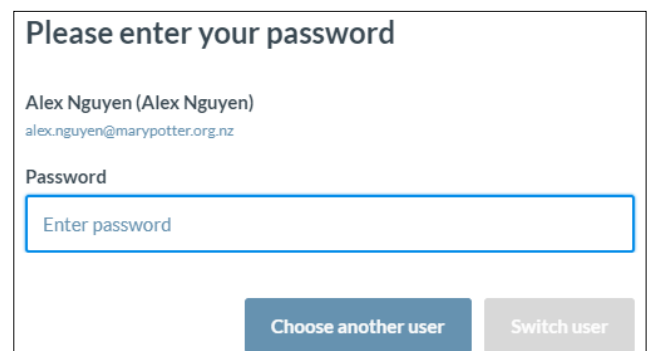 Please enter your password
Alex Nguyen (Alex Nguyen)
alex.nguyen@marypotter.org.nz
Password
Enter password
Choose another user Switch user